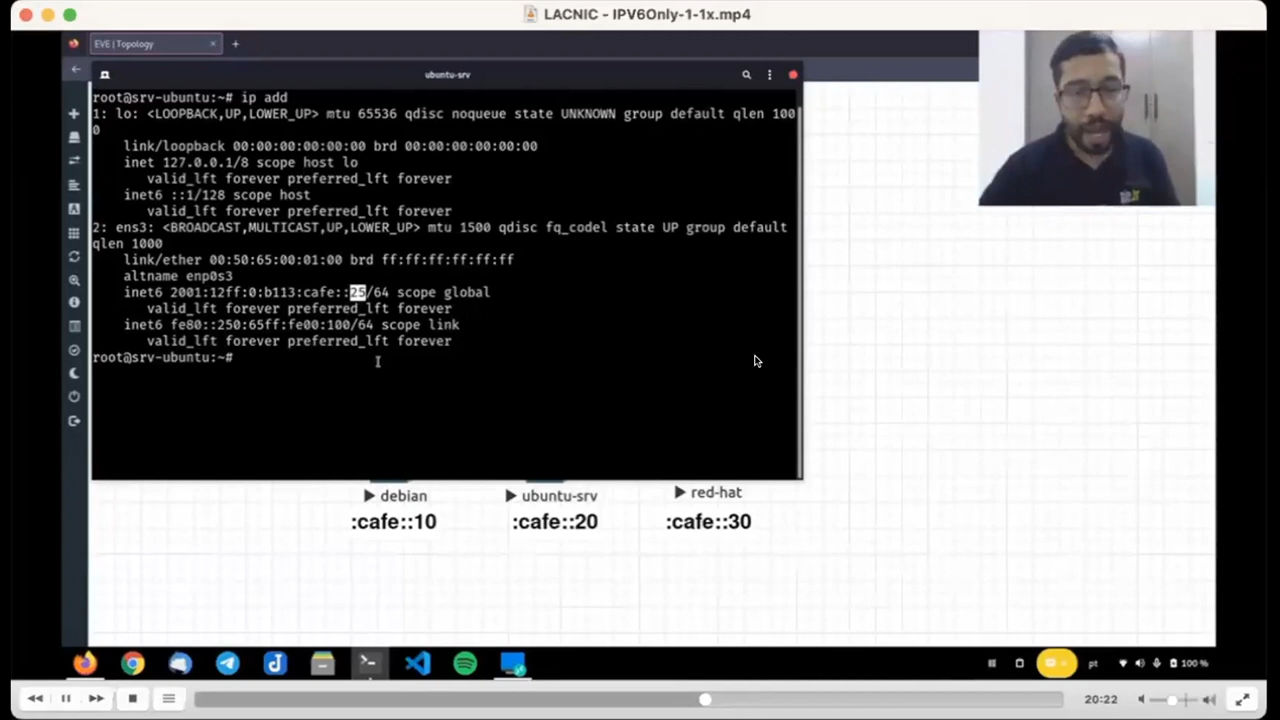 LACNIC - IPV6Only-1-1x.mp4
EVE | Topology
ubuntu-srv
root@srv-ubuntu:~# ip add
1: lo: <LOOPBACK,UP,LOWER_UP> mtu 65536 qdisc noqueue state UNKNOWN group default qlen 100
0
link/loopback 00:00:00:00:00:00 brd 00:00:00:00:00:00
inet 127.0.0.1/8 scope host lo
valid_lft forever preferred_lft forever
inet6 ::1/128 scope host
valid_lft forever preferred_lft forever
2: ens3: <BROADCAST,MULTICAST,UP,LOWER_UP> mtu 1500 qdisc fq_codel state UP group default
qlen 1000
link/ether 00:50:65:00:01:00 brd ff:ff:ff:ff:ff:ff
altname enp0s3
inet6 2001:12ff:0:b113:cafe::25/64 scope global
valid_lft forever preferred_lft forever
inet6 fe80::250:65ff:fe00:100/64 scope link
valid_lft forever preferred_lft forever
root@srv-ubuntu:~#
debian
ubuntu-srv
red-hat
:cafe::10
:cafe::20
:cafe::30
pt
100 %
20:22